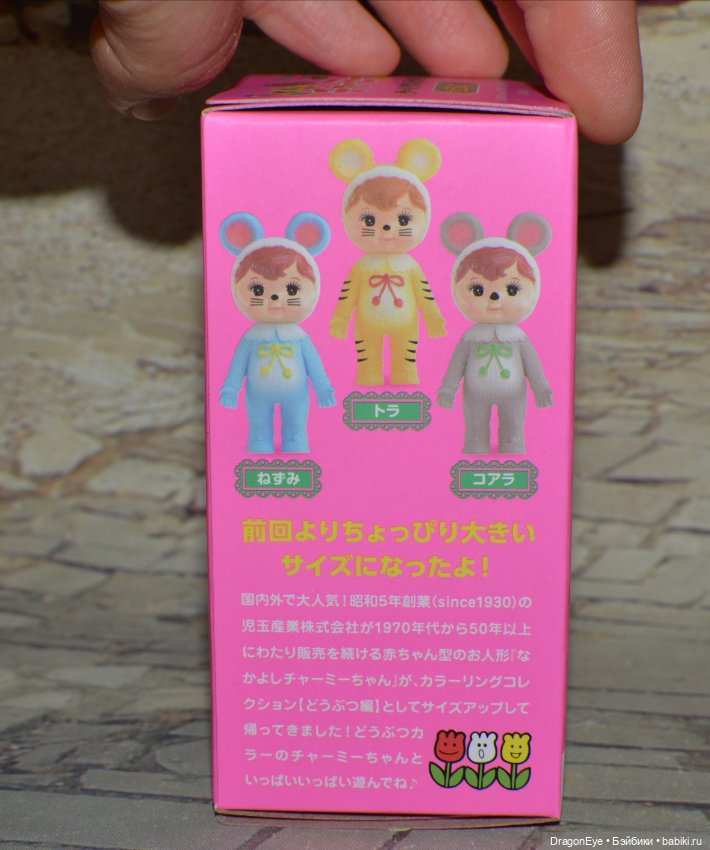 トラ
ねずみ
コアラ
前回よりちょっぴり大きい
サイズになったよ！
国内外で大人気！昭和5年創業(since1930)の
児玉産業株式会社が1970年代から50年以上
にわたり販売を続ける赤ちゃん型のお人形『な
かよしチャーミーちゃん』が、カラーリングコレ
クション【どうぶつ編】としてサイズアップして
帰ってきました！どうぶつカ
ラーのチャーミーちゃんと
いっぱいいっぱい遊んでね♪
DragonEye • Бэйбики • babiki.ru